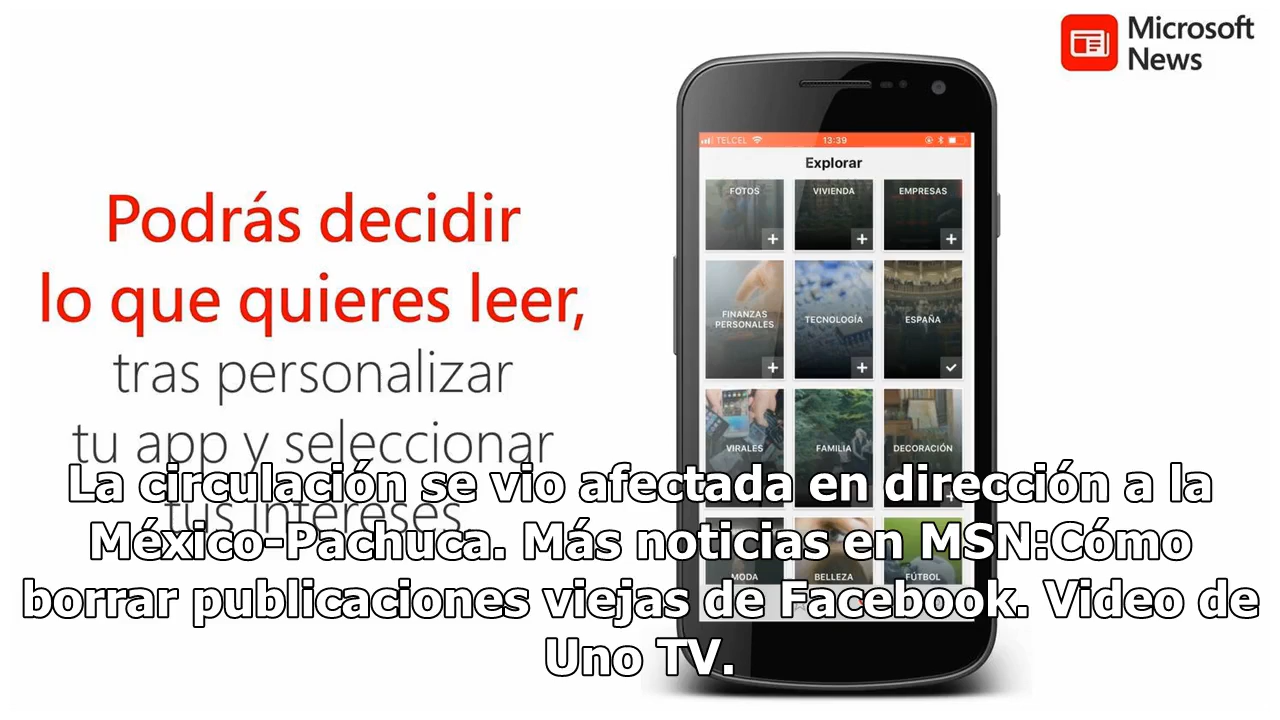 Microsoft
News
TELCEL 13:39
Explorar
FOTOS VIVIENDA EMPRESAS
FINANZAS
PERSONALES TECNOLOGÍA ESPAÑA
VIRALES FAMILIA DECORACIÓN
MODA BELLEZA FÚTBOL
Podrás decidir
lo que quieres leer,
tras personalizar
tu app y seleccionar
tus intereses.
La circulación se vio afectada en dirección a la
México-Pachuca. Más noticias en MSN:Cómo
borrar publicaciones viejas de Facebook. Video de
Uno TV.